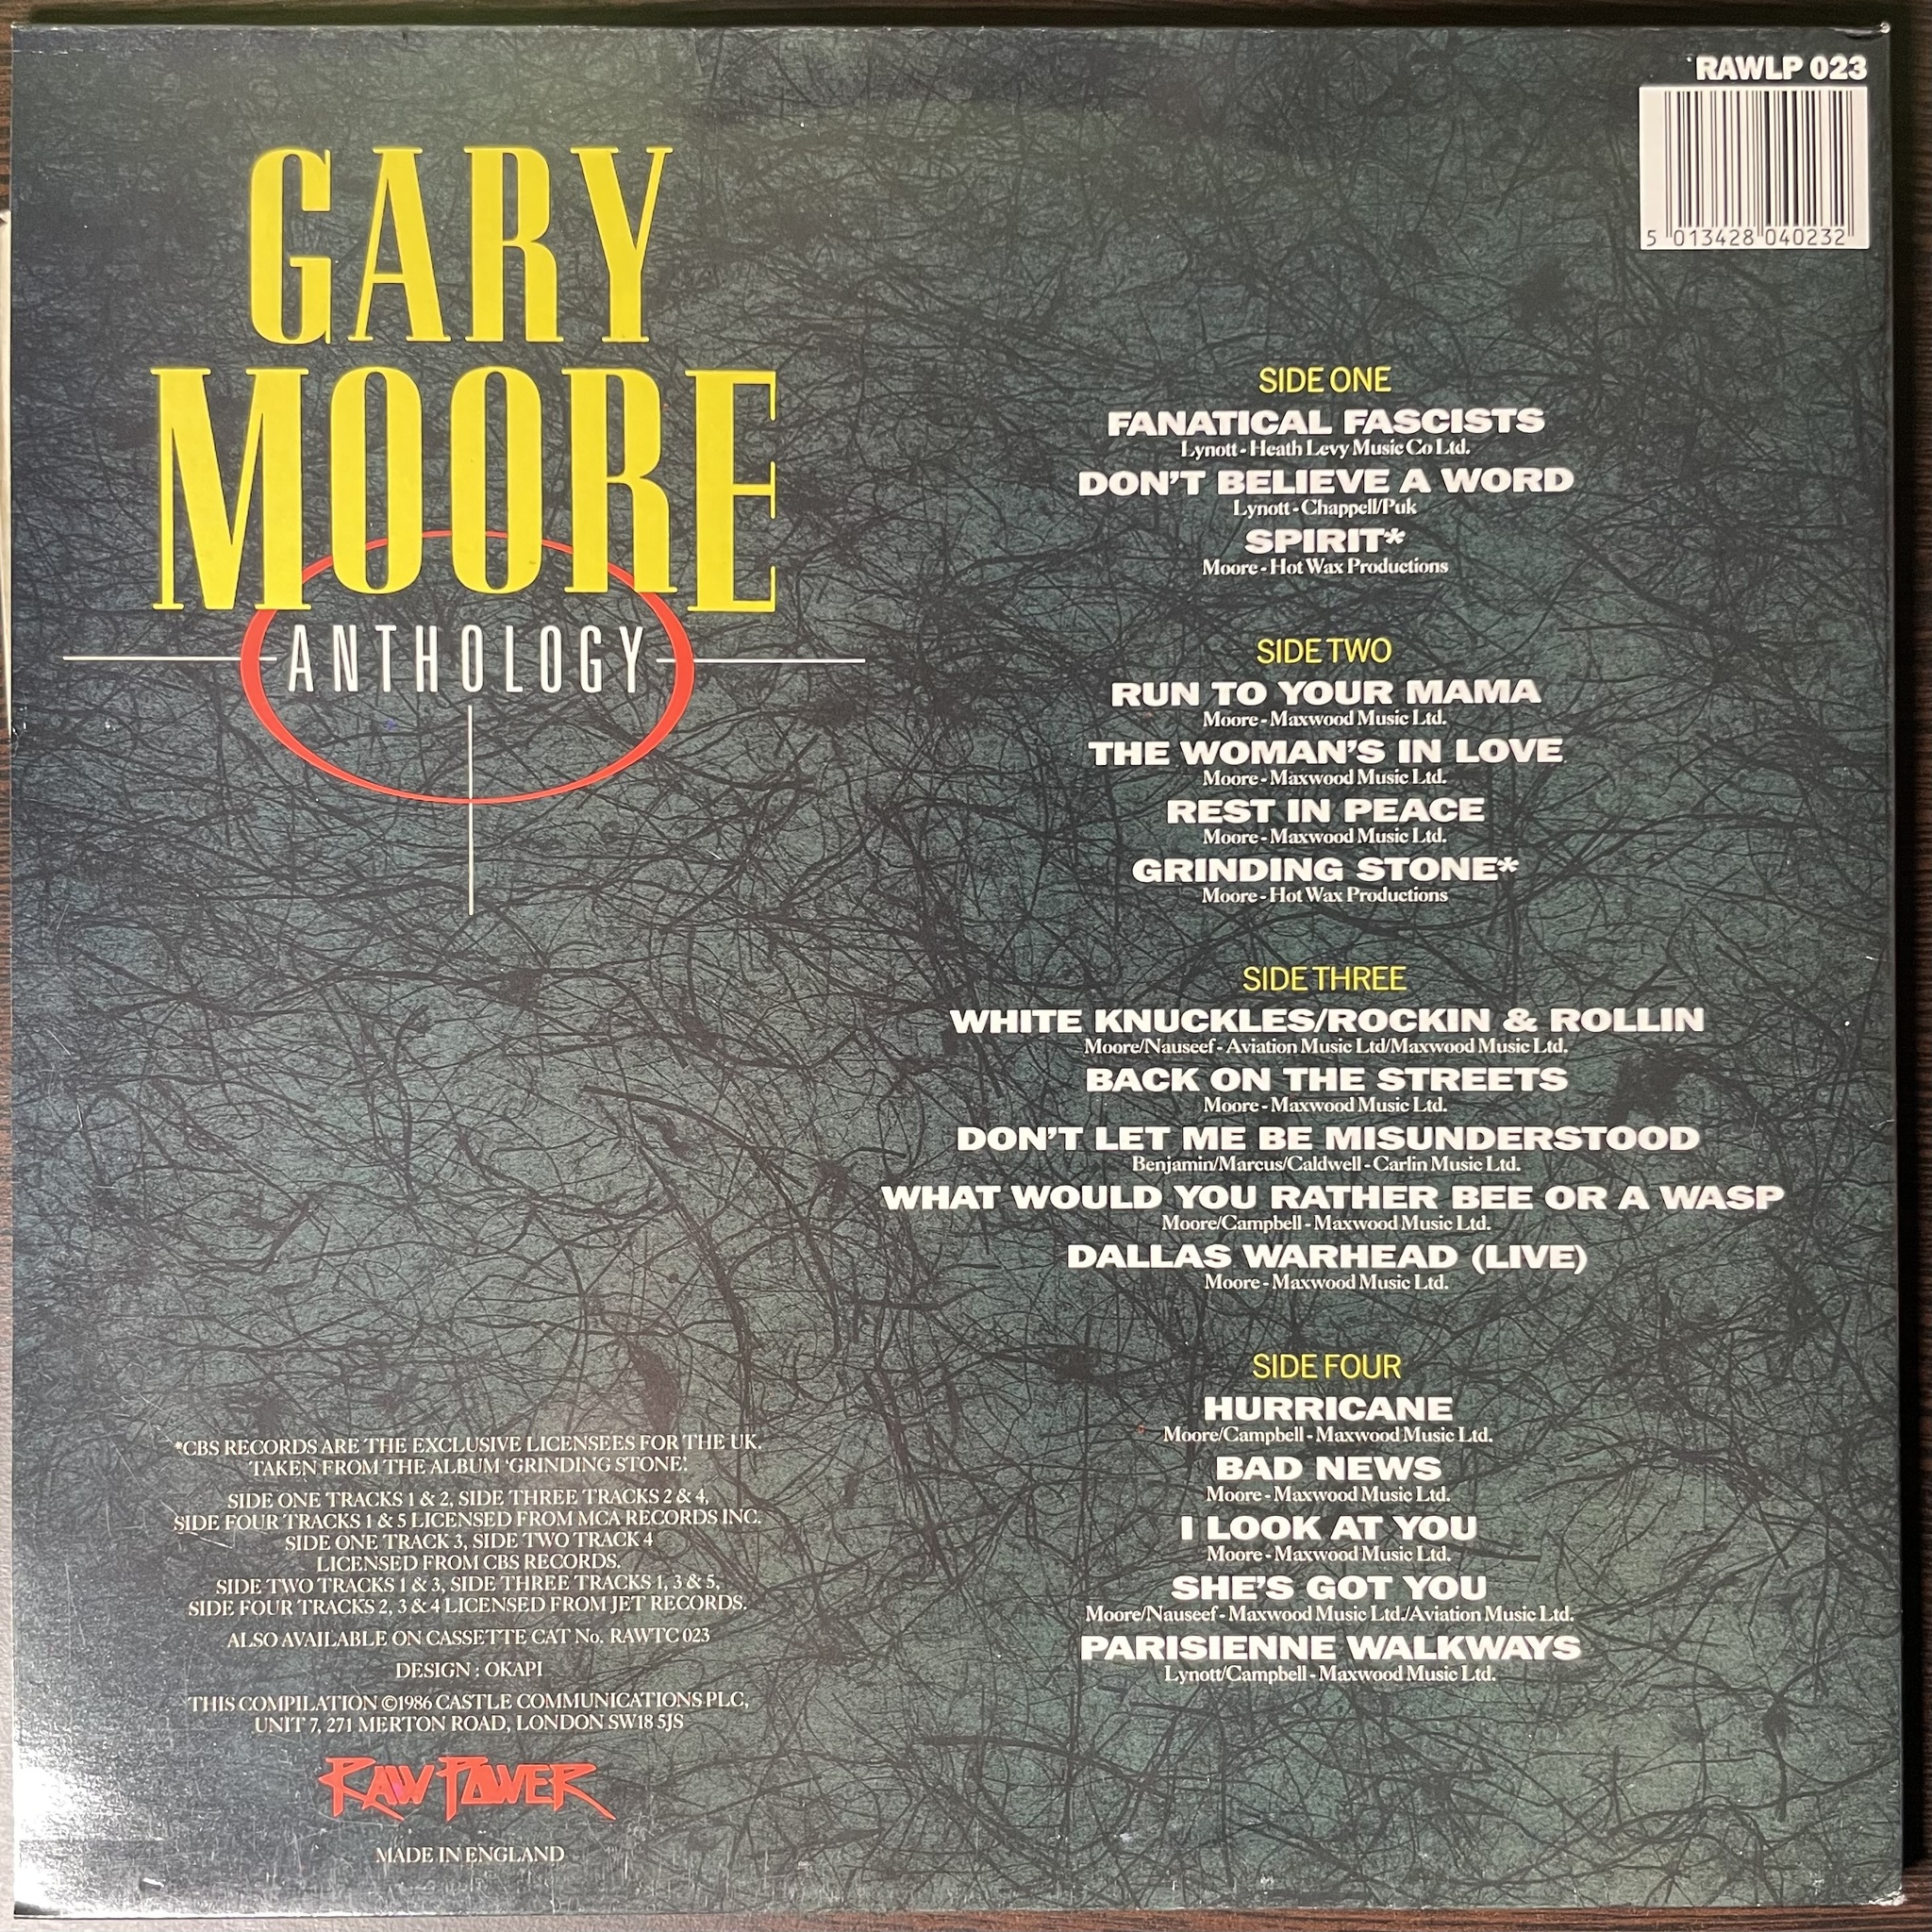 RAWLP 023
5 013428 040232
GARY
MOORE
ANTHOLOGY
SIDE ONE
FANATICAL FASCISTS
Lynott - Heath Levy Music Co Ltd.
DON'T BELIEVE A WORD
Lynott - Chappell/Puk
SPIRIT*
Moore - Hot Wax Productions
SIDE TWO
RUN TO YOUR MAMA
Moore - Maxwood Music Ltd.
THE WOMAN'S IN LOVE
Moore - Maxwood Music Ltd.
REST IN PEACE
Moore - Maxwood Music Ltd.
GRINDING STONE*
Moore - Hot Wax Productions
SIDE THREE
WHITE KNUCKLES/ROCKIN & ROLLIN
Moore/Nauseef - Aviation Music Ltd/Maxwood Music Ltd.
BACK ON THE STREETS
Moore - Maxwood Music Ltd.
DON'T LET ME BE MISUNDERSTOOD
Benjamin/Marcus/Caldwell - Carlin Music Ltd.
WHAT WOULD YOU RATHER BEE OR A WASP
Moore/Campbell - Maxwood Music Ltd.
DALLAS WARHEAD (LIVE)
Moore - Maxwood Music Ltd.
SIDE FOUR
HURRICANE
Moore/Campbell - Maxwood Music Ltd.
BAD NEWS
Moore - Maxwood Music Ltd.
I LOOK AT YOU
Moore - Maxwood Music Ltd.
SHE'S GOT YOU
Moore/Nauseef - Maxwood Music Ltd./Aviation Music Ltd.
PARISIENNE WALKWAYS
Lynott/Campbell - Maxwood Music Ltd.
*CBS RECORDS ARE THE EXCLUSIVE LICENSEES FOR THE UK.
TAKEN FROM THE ALBUM 'GRINDING STONE'.
SIDE ONE TRACKS 1 & 2, SIDE THREE TRACKS 2 & 4,
SIDE FOUR TRACKS 1 & 5 LICENSED FROM MCA RECORDS INC.
SIDE ONE TRACK 3, SIDE TWO TRACK 4
LICENSED FROM CBS RECORDS.
SIDE TWO TRACKS 1 & 3, SIDE THREE TRACKS 1, 3 & 5,
SIDE FOUR TRACKS 2, 3 & 4 LICENSED FROM JET RECORDS.
ALSO AVAILABLE ON CASSETTE CAT No. RAWTC 023
DESIGN : OKAPI
THIS COMPILATION ©1986 CASTLE COMMUNICATIONS PLC,
UNIT 7, 271 MERTON ROAD, LONDON SW18 5JS
RAW POWER
MADE IN ENGLAND